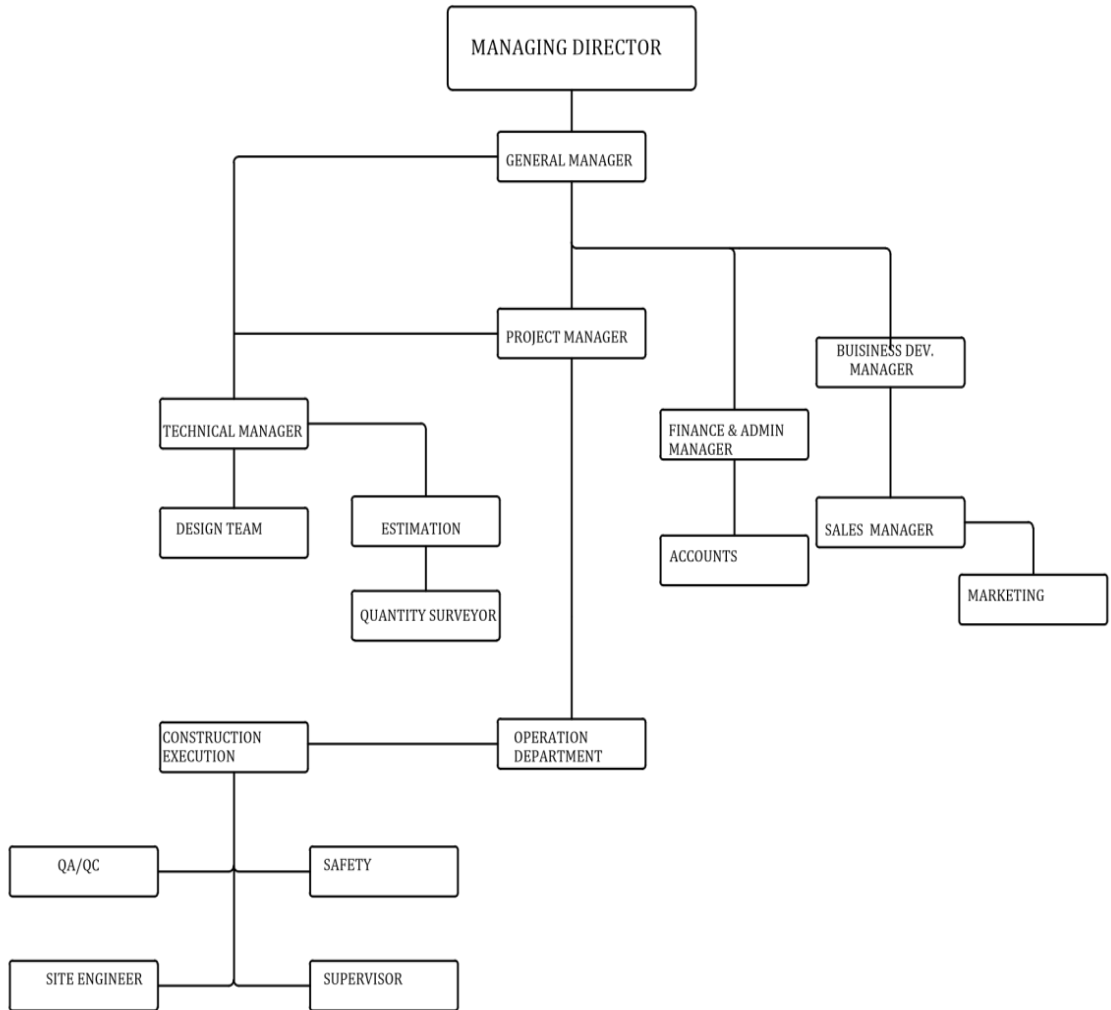 MANAGING DIRECTOR
GENERAL MANAGER
PROJECT MANAGER
BUISINESS DEV.
MANAGER
TECHNICAL MANAGER
FINANCE & ADMIN
MANAGER
DESIGN TEAM
ESTIMATION
SALES MANAGER
ACCOUNTS
MARKETING
QUANTITY SURVEYOR
CONSTRUCTION
EXECUTION
OPERATION
DEPARTMENT
QA/QC
SAFETY
SITE ENGINEER
SUPERVISOR